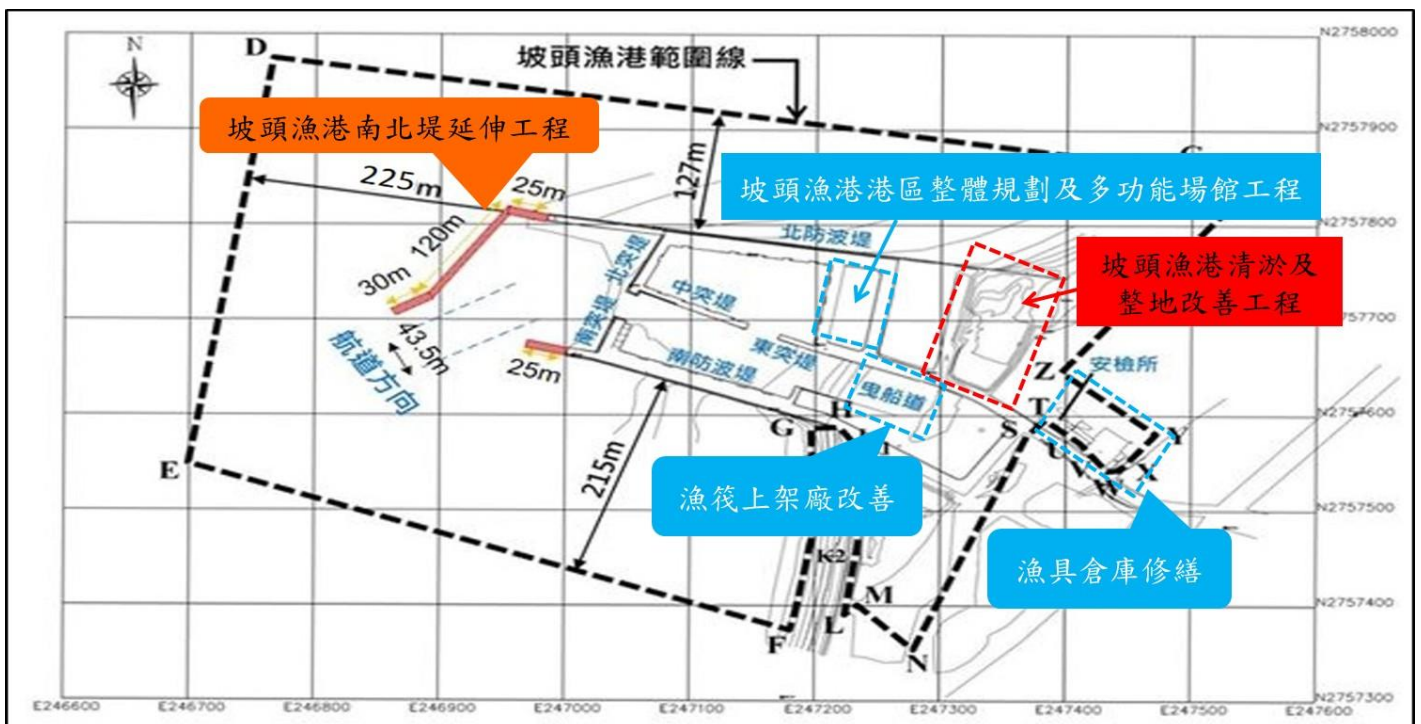 N2758000
D
N
坡頭漁港範圍線
坡頭漁港南北堤延伸工程
N2757900
127m
225m
25m
坡頭漁港港區整體規劃及多功能場館工程
N2757800
120m
北防波堤
北突堤
坡頭漁港清淤及
整地改善工程
30m
中突堤
N2757700
43.5m
南突堤
東突堤
南防波堤
航道方向
25m
曳船道
Z
安檢所
H
T
N2757600
G
S
Y
I
U
V
W
X
E
215m
漁筏上架廠改善
N2757500
K2
漁具倉庫修繕
M
L
N2757400
F
N
N2757300
E246600
E246700
E246800
E246900
E247000
E247100
E247200
E247300
E247400
E247500
E247600